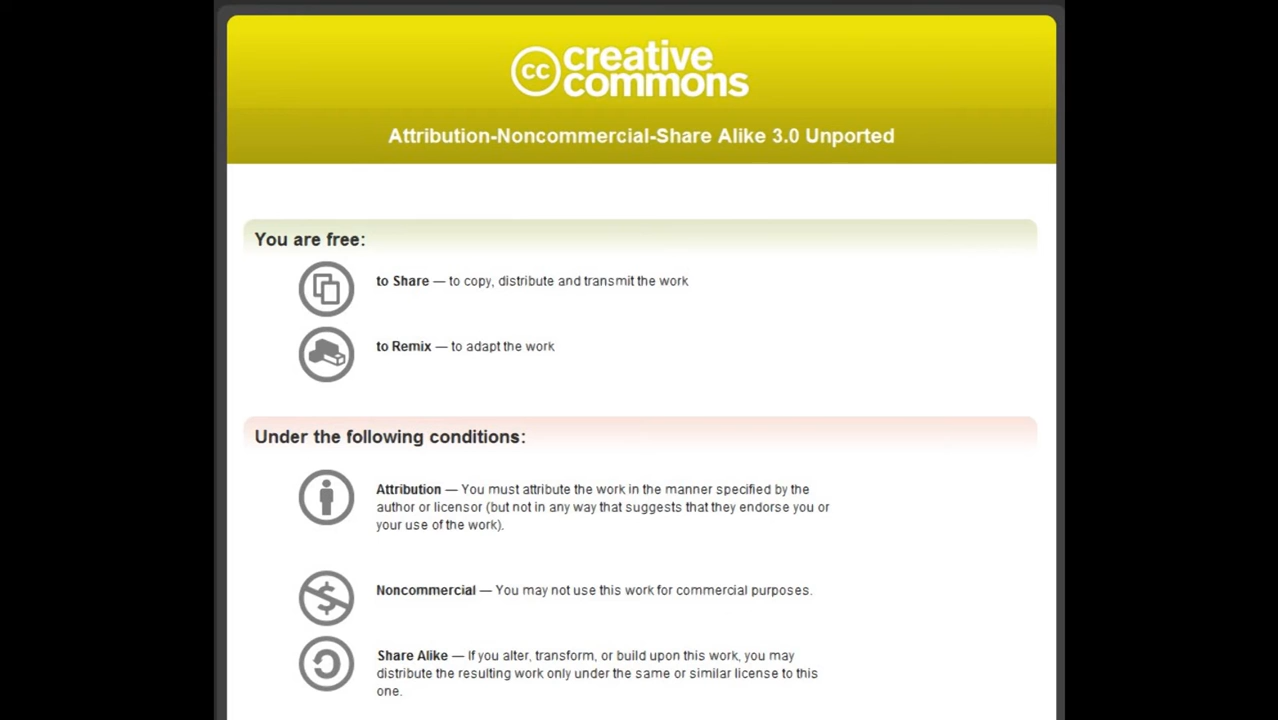 cc creative
commons
Attribution-Noncommercial-Share Alike 3.0 Unported
You are free:
to Share — to copy, distribute and transmit the work
to Remix — to adapt the work
Under the following conditions:
Attribution — You must attribute the work in the manner specified by the
author or licensor (but not in any way that suggests that they endorse you or
your use of the work).
Noncommercial — You may not use this work for commercial purposes.
Share Alike — If you alter, transform, or build upon this work, you may
distribute the resulting work only under the same or similar license to this
one.